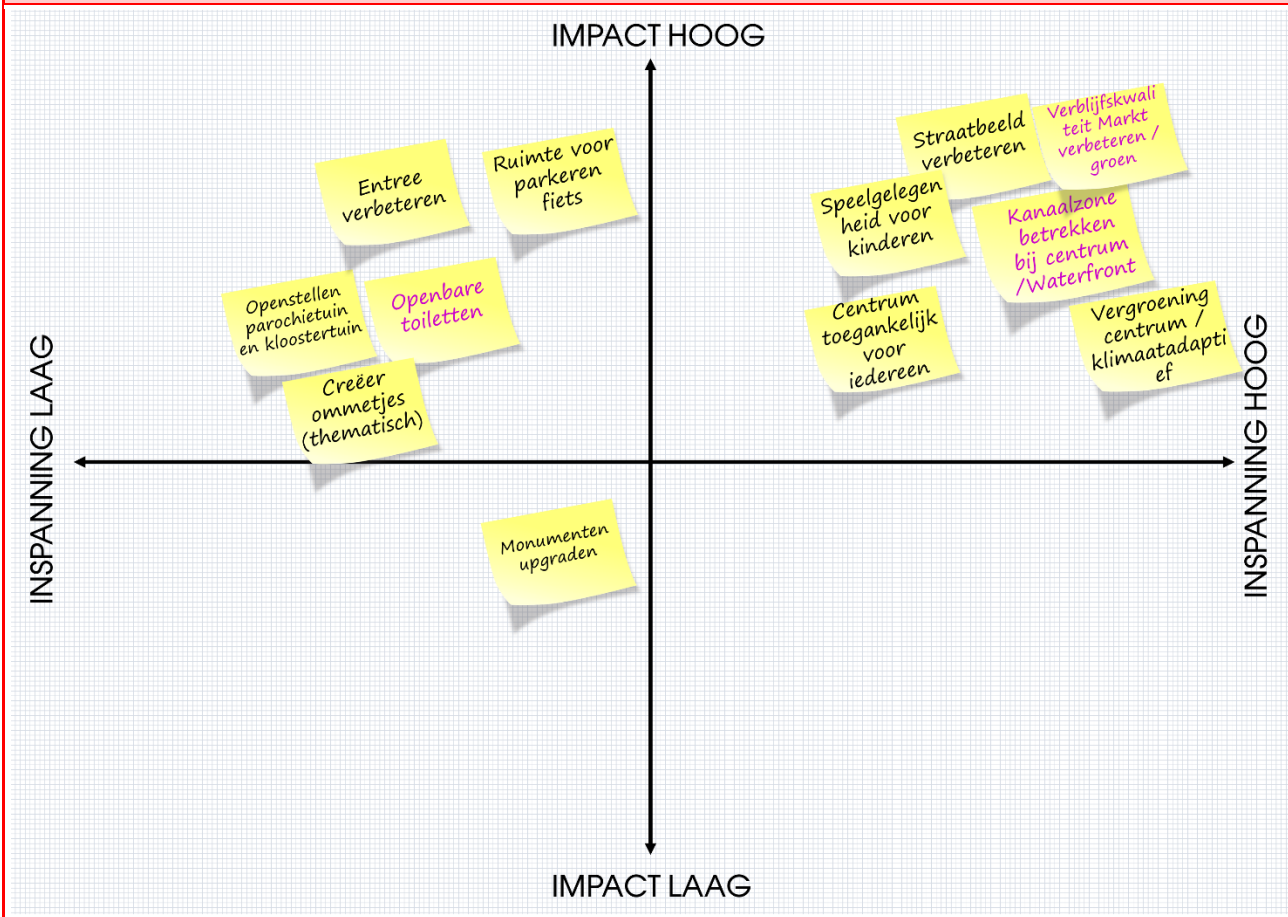 IMPACT HOOG
Entree
verbeteren
Ruimte voor
parkeren
fiets
Straatbeeld
verbeteren
Verblijfskwali
teit Markt
verbeteren /
groen
Speelgelegen
heid voor
kinderen
Kanaalzone
betrekken
bij centrum
/Waterfront
Openstellen
parochietuin
en kloostertuin
Openbare
toiletten
Centrum
toegankelijk
voor
iedereen
Vergroening
centrum /
klimaatadapti
ef
Creëer
ommetjes
(thematisch)
INSPANNING LAAG
INSPANNING HOOG
Monumenten
upgraden
IMPACT LAAG